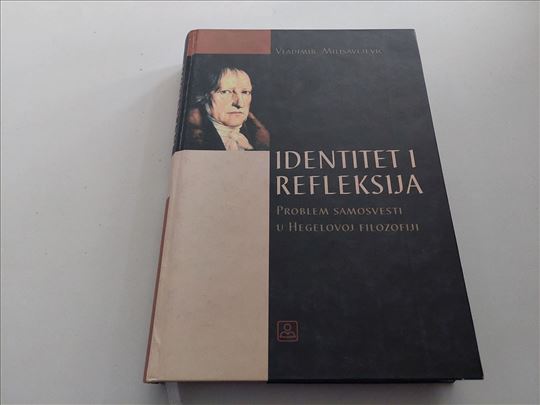 Vladimir Milisavljević
IDENTITET I
REFLEKSIJA
Problem samosvesti
u Hegelovoj filozofiji